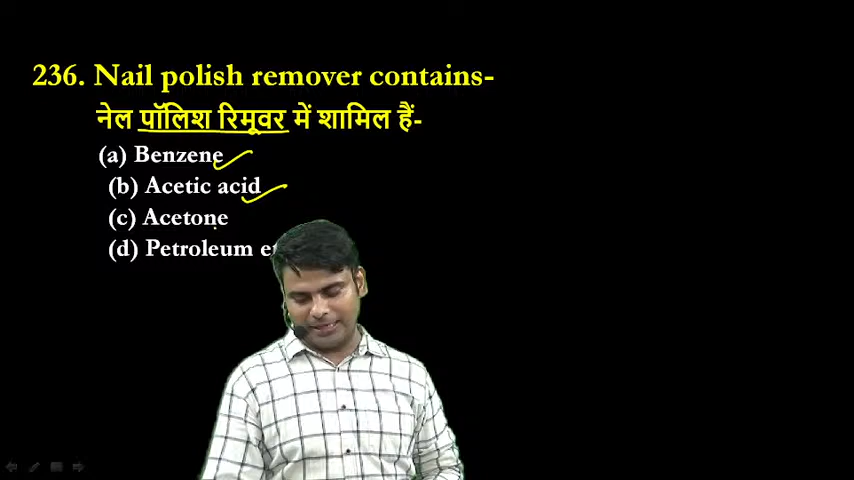 236. Nail polish remover contains-
नेल पॉलिश रिमूवर में शामिल हैं-
(a) Benzene
(b) Acetic acid
(c) Acetone
(d) Petroleum